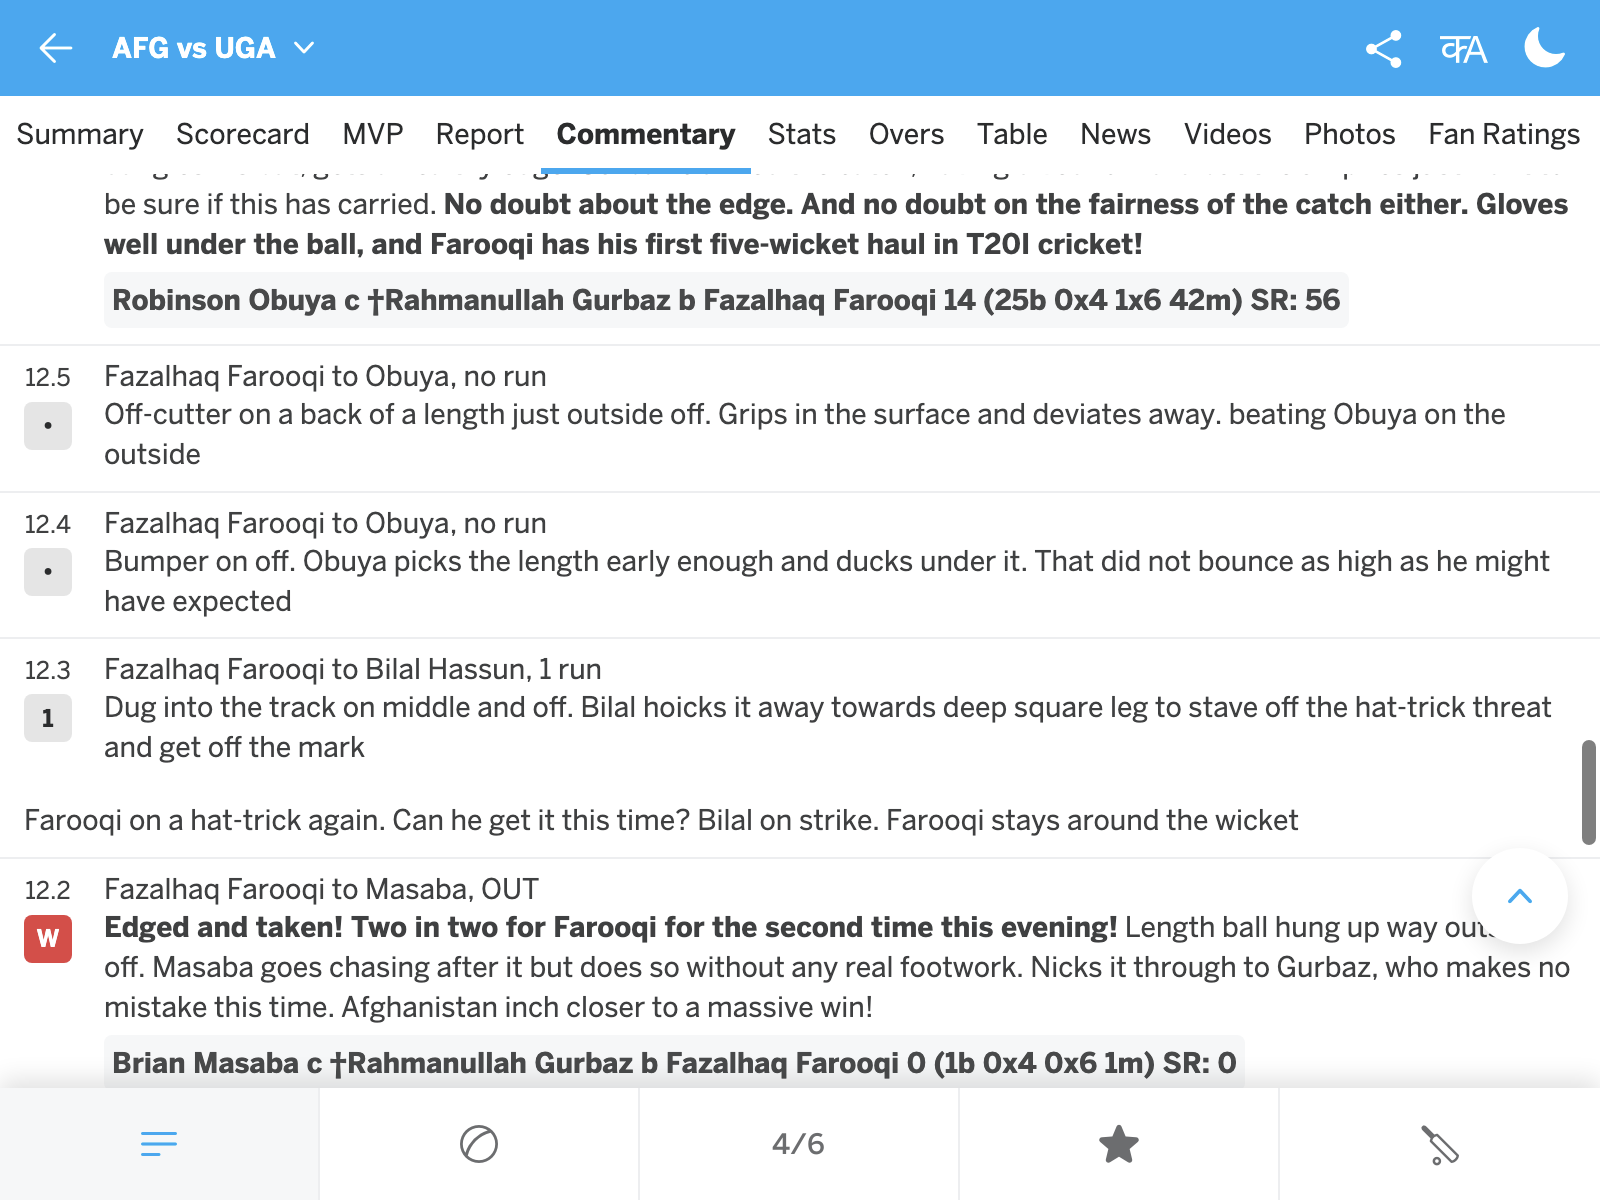 AFG vs UGA
Summary Scorecard MVP Report Commentary Stats Overs Table News Videos Photos Fan Ratings
be sure if this has carried. No doubt about the edge. And no doubt on the fairness of the catch either. Gloves
well under the ball, and Farooqi has his first five-wicket haul in T20I cricket!
Robinson Obuya c †Rahmanullah Gurbaz b Fazalhaq Farooqi 14 (25b 0x4 1x6 42m) SR: 56
12.5 Fazalhaq Farooqi to Obuya, no run
• Off-cutter on a back of a length just outside off. Grips in the surface and deviates away. beating Obuya on the
outside
12.4 Fazalhaq Farooqi to Obuya, no run
• Bumper on off. Obuya picks the length early enough and ducks under it. That did not bounce as high as he might
have expected
12.3 Fazalhaq Farooqi to Bilal Hassun, 1 run
1 Dug into the track on middle and off. Bilal hoicks it away towards deep square leg to stave off the hat-trick threat
and get off the mark
Farooqi on a hat-trick again. Can he get it this time? Bilal on strike. Farooqi stays around the wicket
12.2 Fazalhaq Farooqi to Masaba, OUT
W Edged and taken! Two in two for Farooqi for the second time this evening! Length ball hung up way
off. Masaba goes chasing after it but does so without any real footwork. Nicks it through to Gurbaz, who makes no
mistake this time. Afghanistan inch closer to a massive win!
Brian Masaba c †Rahmanullah Gurbaz b Fazalhaq Farooqi 0 (1b 0x4 0x6 1m) SR: 0
4/6